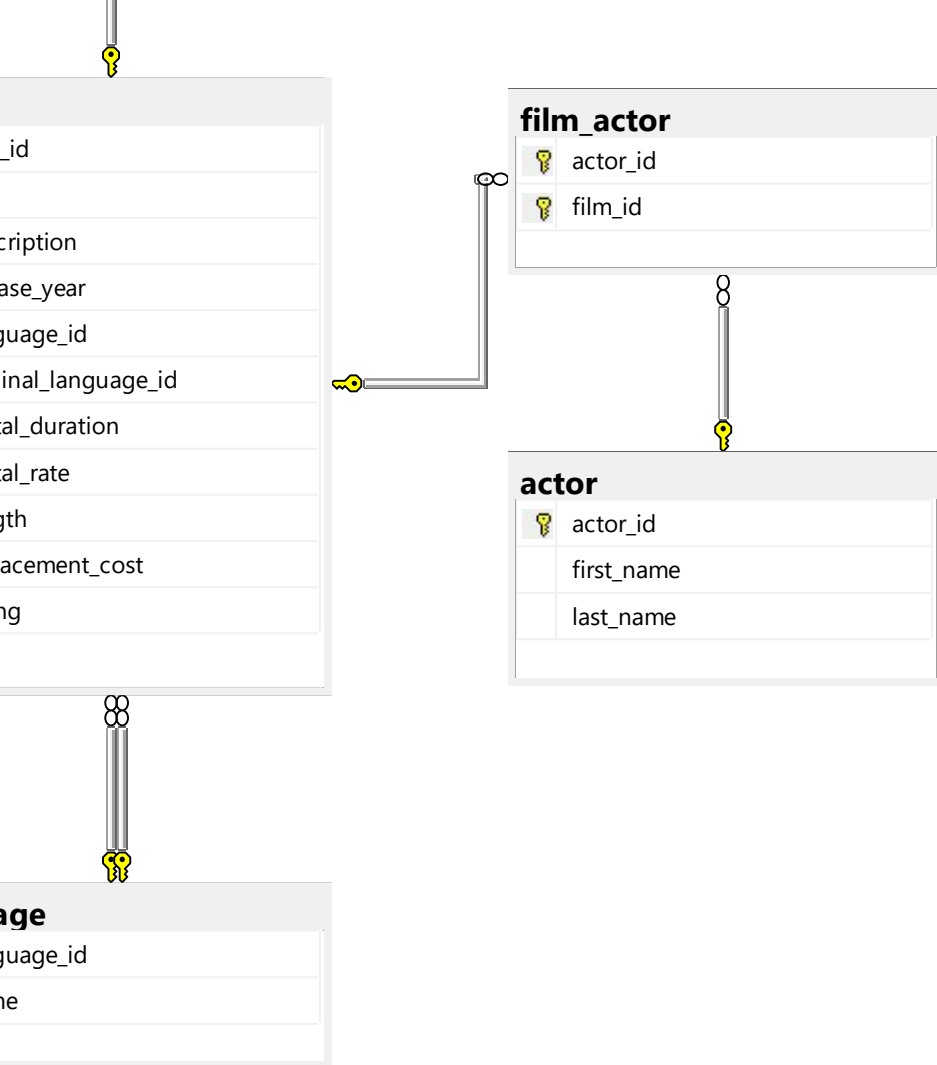 _id
cription
ase_year
guage_id
inal_language_id
tal_duration
tal_rate
gth
acement_cost
ng
film_actor
actor_id
film_id
actor
actor_id
first_name
last_name
age
guage_id
ne